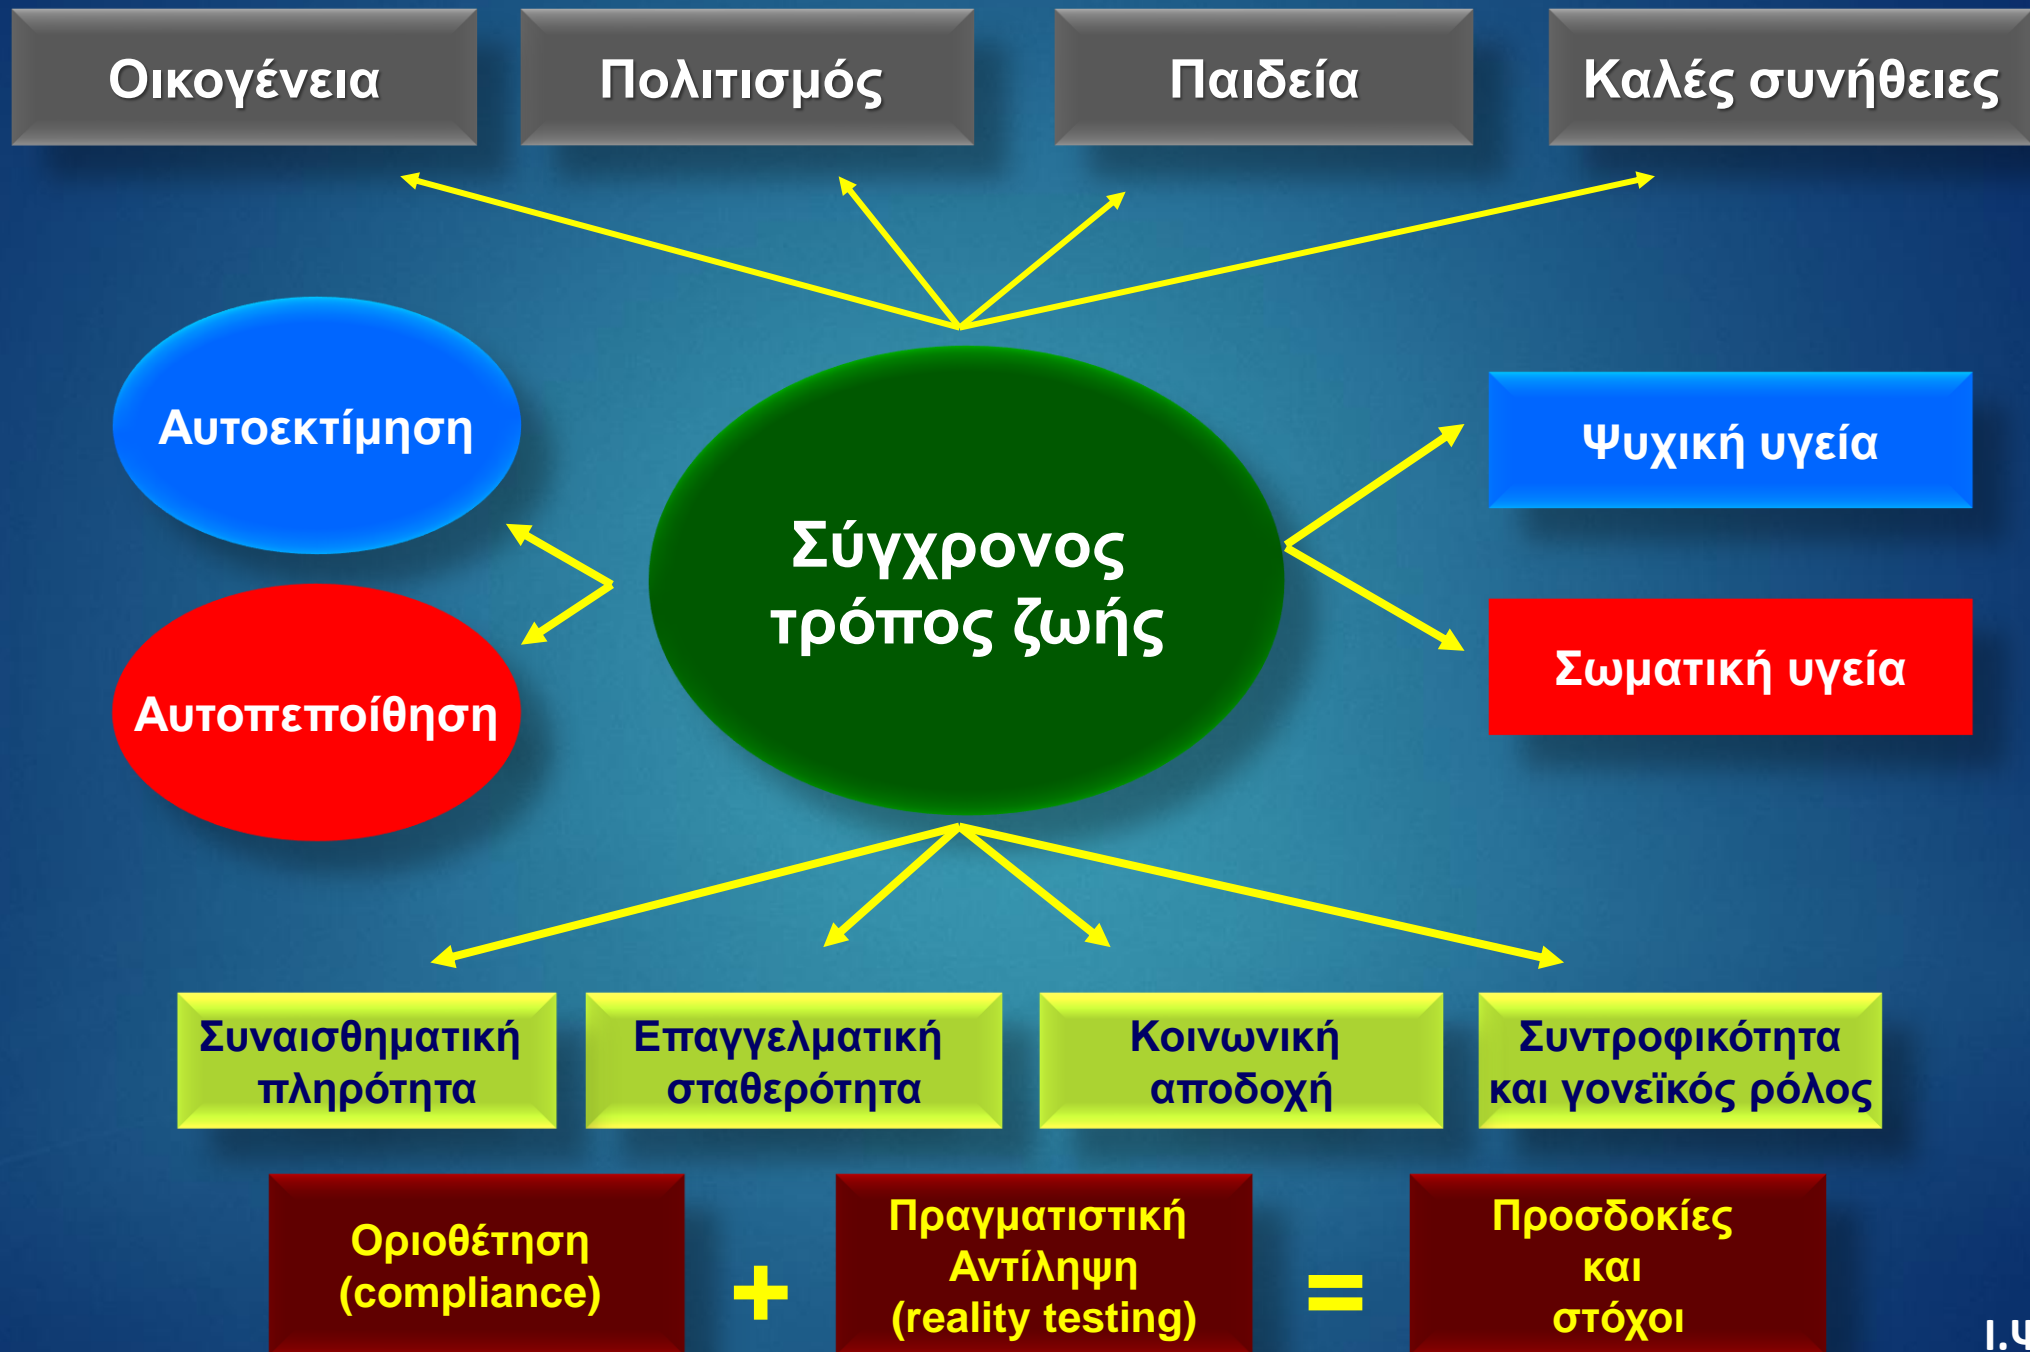 Οικογένεια
Πολιτισμός
Παιδεία
Καλές συνήθειες
Αυτοεκτίμηση
Αυτοπεποίθηση
Σύγχρονος
τρόπος ζωής
Ψυχική υγεία
Σωματική υγεία
Συναισθηματική
πληρότητα
Επαγγελματική
σταθερότητα
Κοινωνική
αποδοχή
Συντροφικότητα
και γονεϊκός ρόλος
Οριοθέτηση
(compliance)
+
Πραγματιστική
Αντίληψη
(reality testing)
=
Προσδοκίες
και
στόχοι